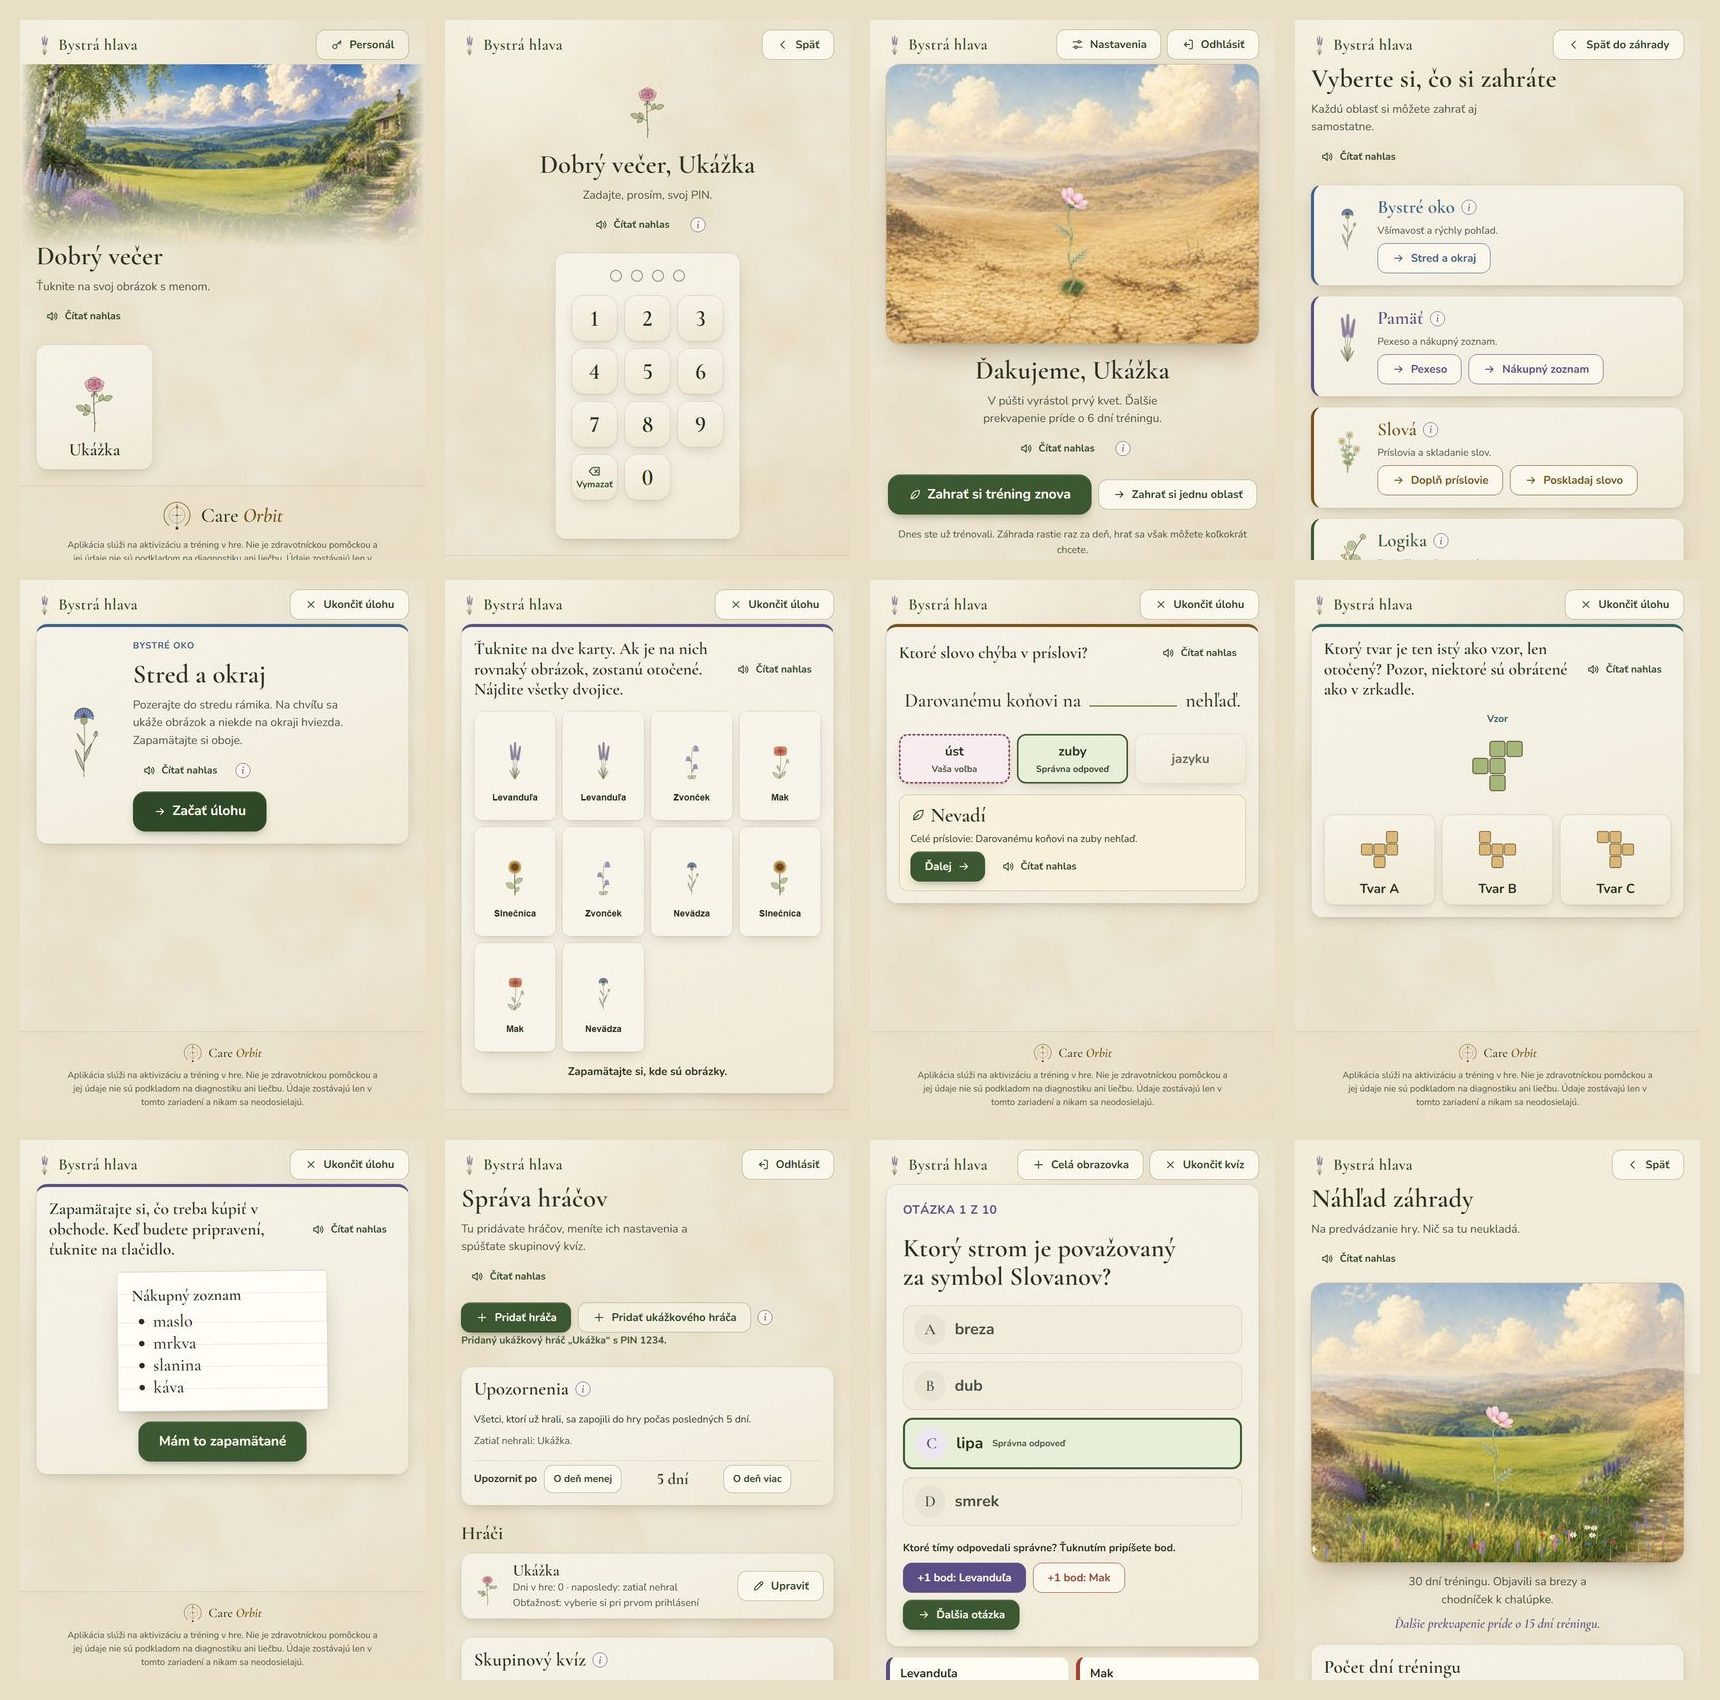 Bystrá hlava
Personál
Dobrý večer
Ťuknite na svoj obrázok s menom.
Čítať nahlas
Ukážka
Care Orbit
Aplikácia slúži na aktivizáciu a tréning v hre. Nie je zdravotníckou pomôckou a
jej údaje nie sú podkladom na diagnostiku ani liečbu. Údaje zostávajú len v
Bystrá hlava
Späť
Dobrý večer, Ukážka
Zadajte, prosím, svoj PIN.
Čítať nahlas
i
1 2 3
4 5 6
7 8 9
Vymazať 0
Bystrá hlava
Nastavenia
Odhlásiť
Ďakujeme, Ukážka
V púšti vyrástol prvý kvet. Ďalšie
prekvapenie príde o 6 dní tréningu.
Čítať nahlas
i
Zahrať si tréning znova
Zahrať si jednu oblasť
Dnes ste už trénovali. Záhrada rastie raz za deň, hrať sa však môžete koľkokrát
chcete.
Bystrá hlava
Späť do záhrady
Vyberte si, čo si zahráte
Každú oblasť si môžete zahrať aj
samostatne.
Čítať nahlas
Bystré oko i
Všímavosť a rýchly pohľad.
Stred a okraj
Pamäť i
Pexeso a nákupný zoznam.
Pexeso
Nákupný zoznam
Slová i
Príslovia a skladanie slov.
Doplň príslovie
Poskladaj slovo
Logika i
Bystrá hlava
Ukončiť úlohu
BYSTRÉ OKO
Stred a okraj
Pozerajte do stredu rámika. Na chvíľu sa
ukáže obrázok a niekde na okraji hviezda.
Zapamätajte si oboje.
Čítať nahlas
i
Začať úlohu
Care Orbit
Aplikácia slúži na aktivizáciu a tréning v hre. Nie je zdravotníckou pomôckou a
jej údaje nie sú podkladom na diagnostiku ani liečbu. Údaje zostávajú len v
tomto zariadení a nikam sa neodosielajú.
Bystrá hlava
Ukončiť úlohu
Ťuknite na dve karty. Ak je na nich
rovnaký obrázok, zostanú otočené.
Nájdite všetky dvojice.
Čítať nahlas
Levanduľa Levanduľa Zvonček Mak
Slnečnica Zvonček Nevädza Slnečnica
Mak Nevädza
Zapamätajte si, kde sú obrázky.
Bystrá hlava
Ukončiť úlohu
Ktoré slovo chýba v prísloví?
Čítať nahlas
Darovanému koňovi na ________ nehľaď.
úst
Vaša voľba
zuby
Správna odpoveď
jazyku
Nevadí
Celé príslovie: Darovanému koňovi na zuby nehľaď.
Ďalej
Čítať nahlas
Care Orbit
Aplikácia slúži na aktivizáciu a tréning v hre. Nie je zdravotníckou pomôckou a
jej údaje nie sú podkladom na diagnostiku ani liečbu. Údaje zostávajú len v
tomto zariadení a nikam sa neodosielajú.
Bystrá hlava
Ukončiť úlohu
Ktorý tvar je ten istý ako vzor, len
otočený? Pozor, niektoré sú obrátené
ako v zrkadle.
Čítať nahlas
Vzor
Tvar A Tvar B Tvar C
Care Orbit
Aplikácia slúži na aktivizáciu a tréning v hre. Nie je zdravotníckou pomôckou a
jej údaje nie sú podkladom na diagnostiku ani liečbu. Údaje zostávajú len v
tomto zariadení a nikam sa neodosielajú.
Bystrá hlava
Ukončiť úlohu
Zapamätajte si, čo treba kúpiť v
obchode. Keď budete pripravení,
ťuknite na tlačidlo.
Čítať nahlas
Nákupný zoznam
• maslo
• mrkva
• slanina
• káva
Mám to zapamätané
Care Orbit
Aplikácia slúži na aktivizáciu a tréning v hre. Nie je zdravotníckou pomôckou a
jej údaje nie sú podkladom na diagnostiku ani liečbu. Údaje zostávajú len v
tomto zariadení a nikam sa neodosielajú.
Bystrá hlava
Odhlásiť
Správa hráčov
Tu pridávate hráčov, meníte ich nastavenia a
spúšťate skupinový kvíz.
Čítať nahlas
Pridať hráča
Pridať ukážkového hráča
i
Pridaný ukážkový hráč „Ukážka“ s PIN 1234.
Upozornenia i
Všetci, ktorí už hrali, sa zapojili do hry počas posledných 5 dní.
Zatiaľ nehrali: Ukážka.
Upozorniť po
O deň menej
5 dní
O deň viac
Hráči
Ukážka
Dni v hre: 0 · naposledy: zatiaľ nehral
Obťažnosť: vyberie si pri prvom prihlásení
Upraviť
Skupinový kvíz i
Bystrá hlava
Celá obrazovka
Ukončiť kvíz
OTÁZKA 1 Z 10
Ktorý strom je považovaný
za symbol Slovanov?
A breza
B dub
C lipa Správna odpoveď
D smrek
Ktoré tímy odpovedali správne? Ťuknutím pripíšete bod.
+1 bod: Levanduľa
+1 bod: Mak
Ďalšia otázka
Levanduľa
Mak
Bystrá hlava
Späť
Náhľad záhrady
Na predvádzanie hry. Nič sa tu neukladá.
Čítať nahlas
30 dní tréningu. Objavili sa brezy a
chodníček k chalúpke.
Ďalšie prekvapenie príde o 15 dní tréningu.
Počet dní tréningu